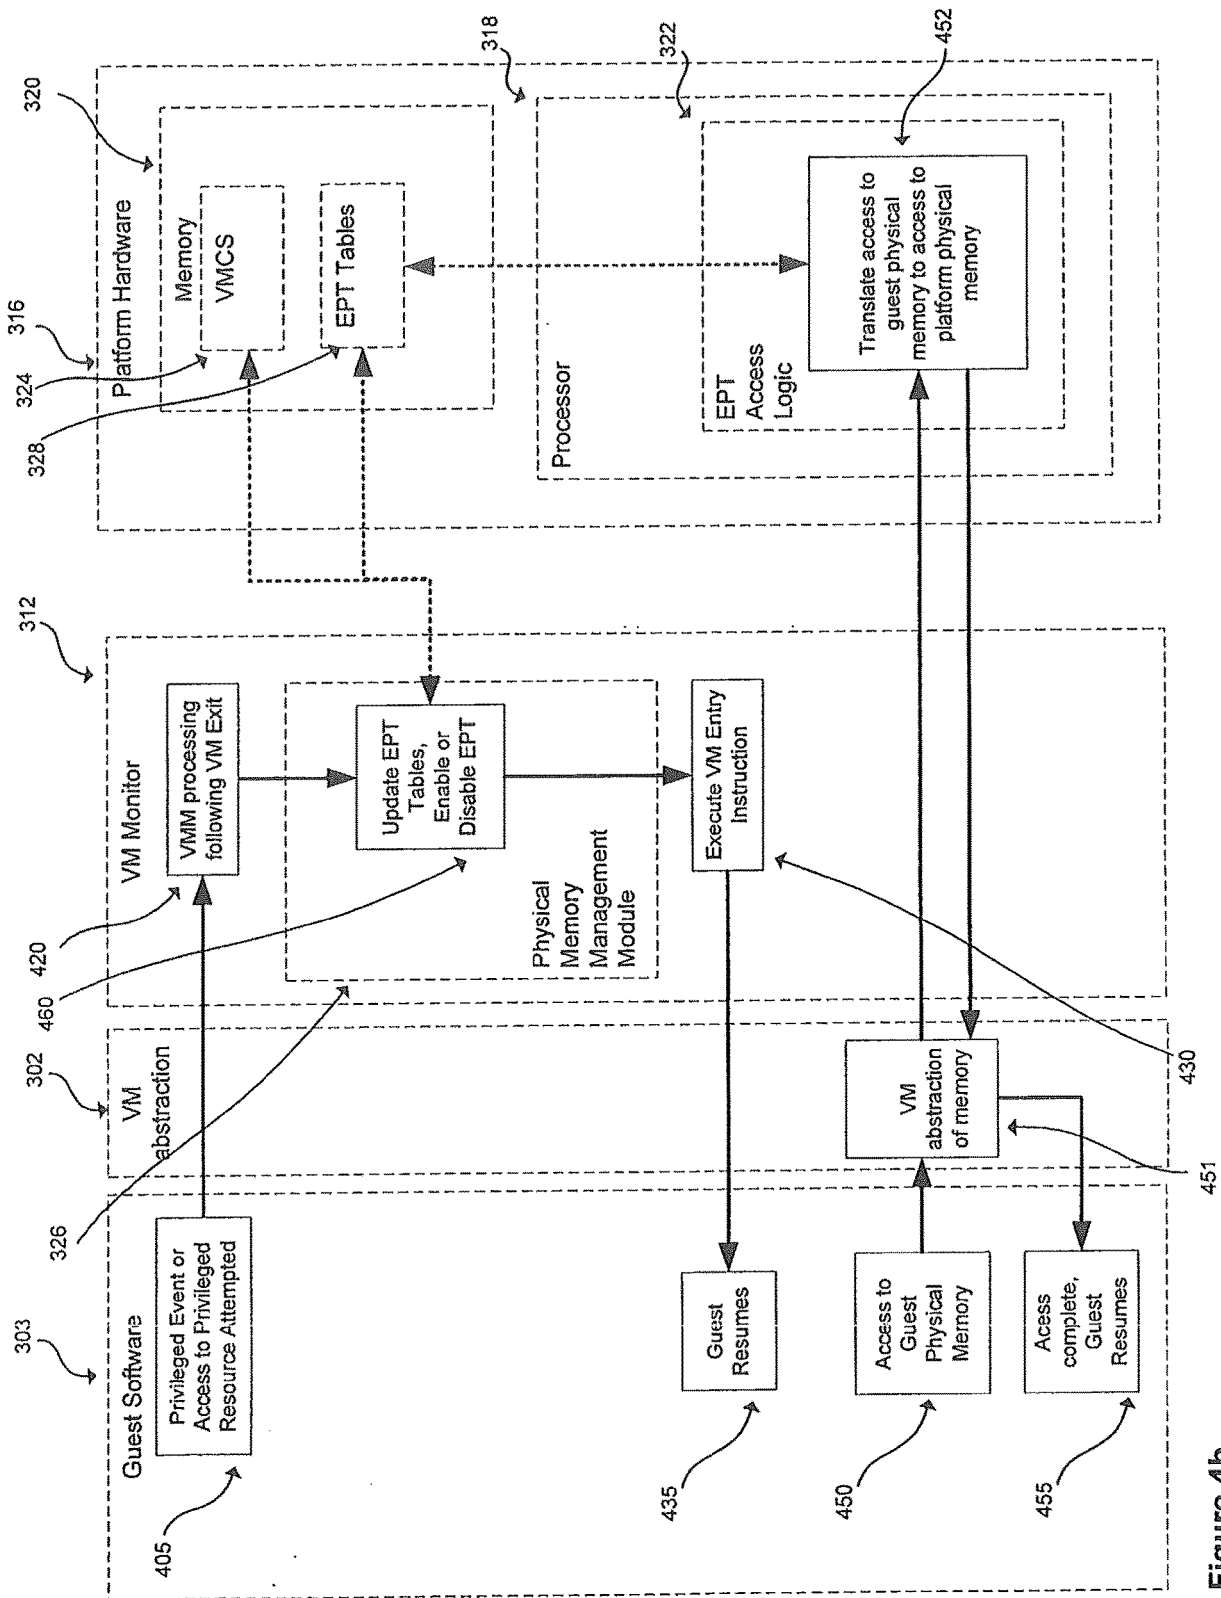 303
Guest Software
Privileged Event or
Access to Privileged
Resource Attempted
405
326
Guest
Resumes
435
Access to
Guest
Physical
Memory
450
Acess
complete,
Guest
Resumes
455
302
VM
abstraction
VM
abstraction
of memory
451
312
VM Monitor
VMM processing
following VM Exit
420
Update EPT
Tables,
Enable or
Disable EPT
460
Physical
Memory
Management
Module
Execute VM Entry
Instruction
430
316
Platform Hardware
320
Memory
VMCS
324
EPT Tables
328
318
Processor
322
EPT
Access
Logic
Translate access to
guest physical
memory to access to
platform physical
memory
452
Figure 4b